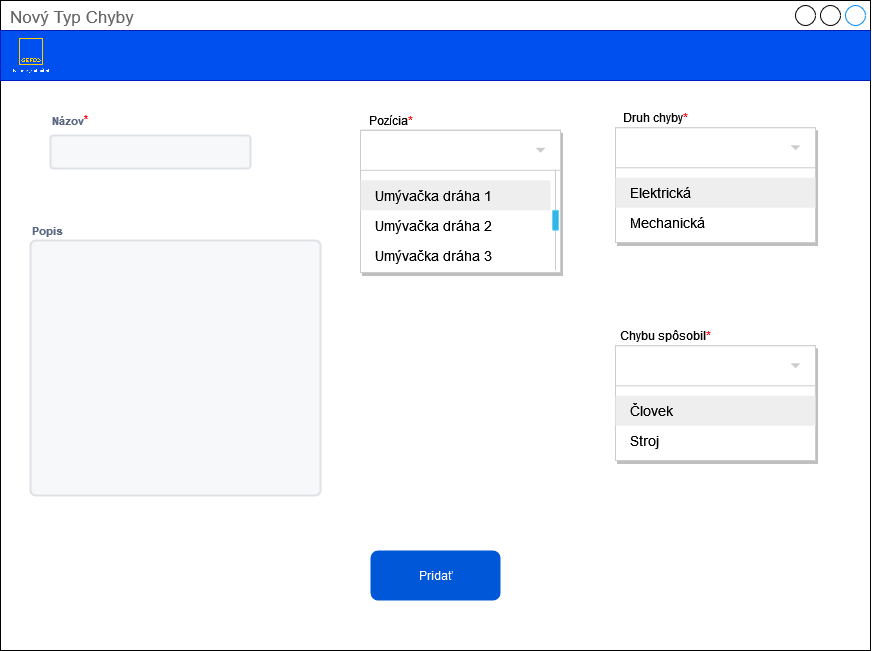 Nový Typ Chyby
GEFCO
Názov*
Pozícia*
Druh chyby*
Umývačka dráha 1
Umývačka dráha 2
Umývačka dráha 3
Elektrická
Mechanická
Popis
Chybu spôsobil*
Človek
Stroj
Pridať